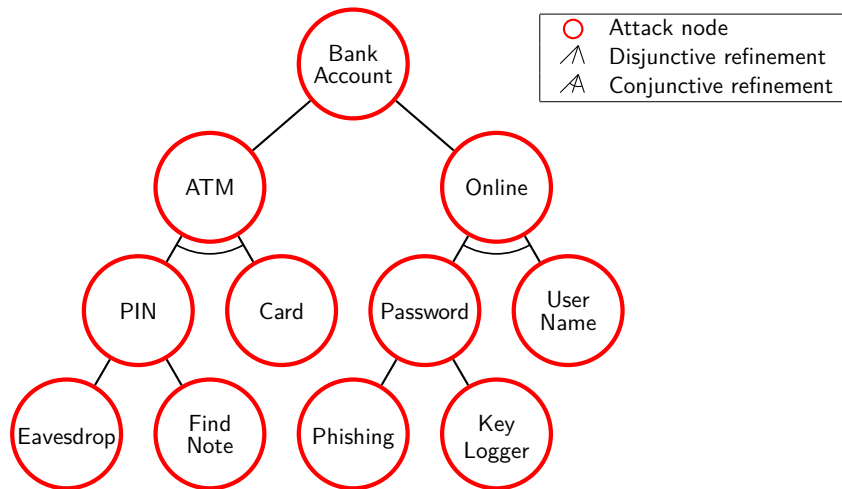 Bank
Account
Attack node
Disjunctive refinement
Conjunctive refinement
ATM
Online
PIN
Card
Password
User
Name
Eavesdrop
Find
Note
Phishing
Key
Logger